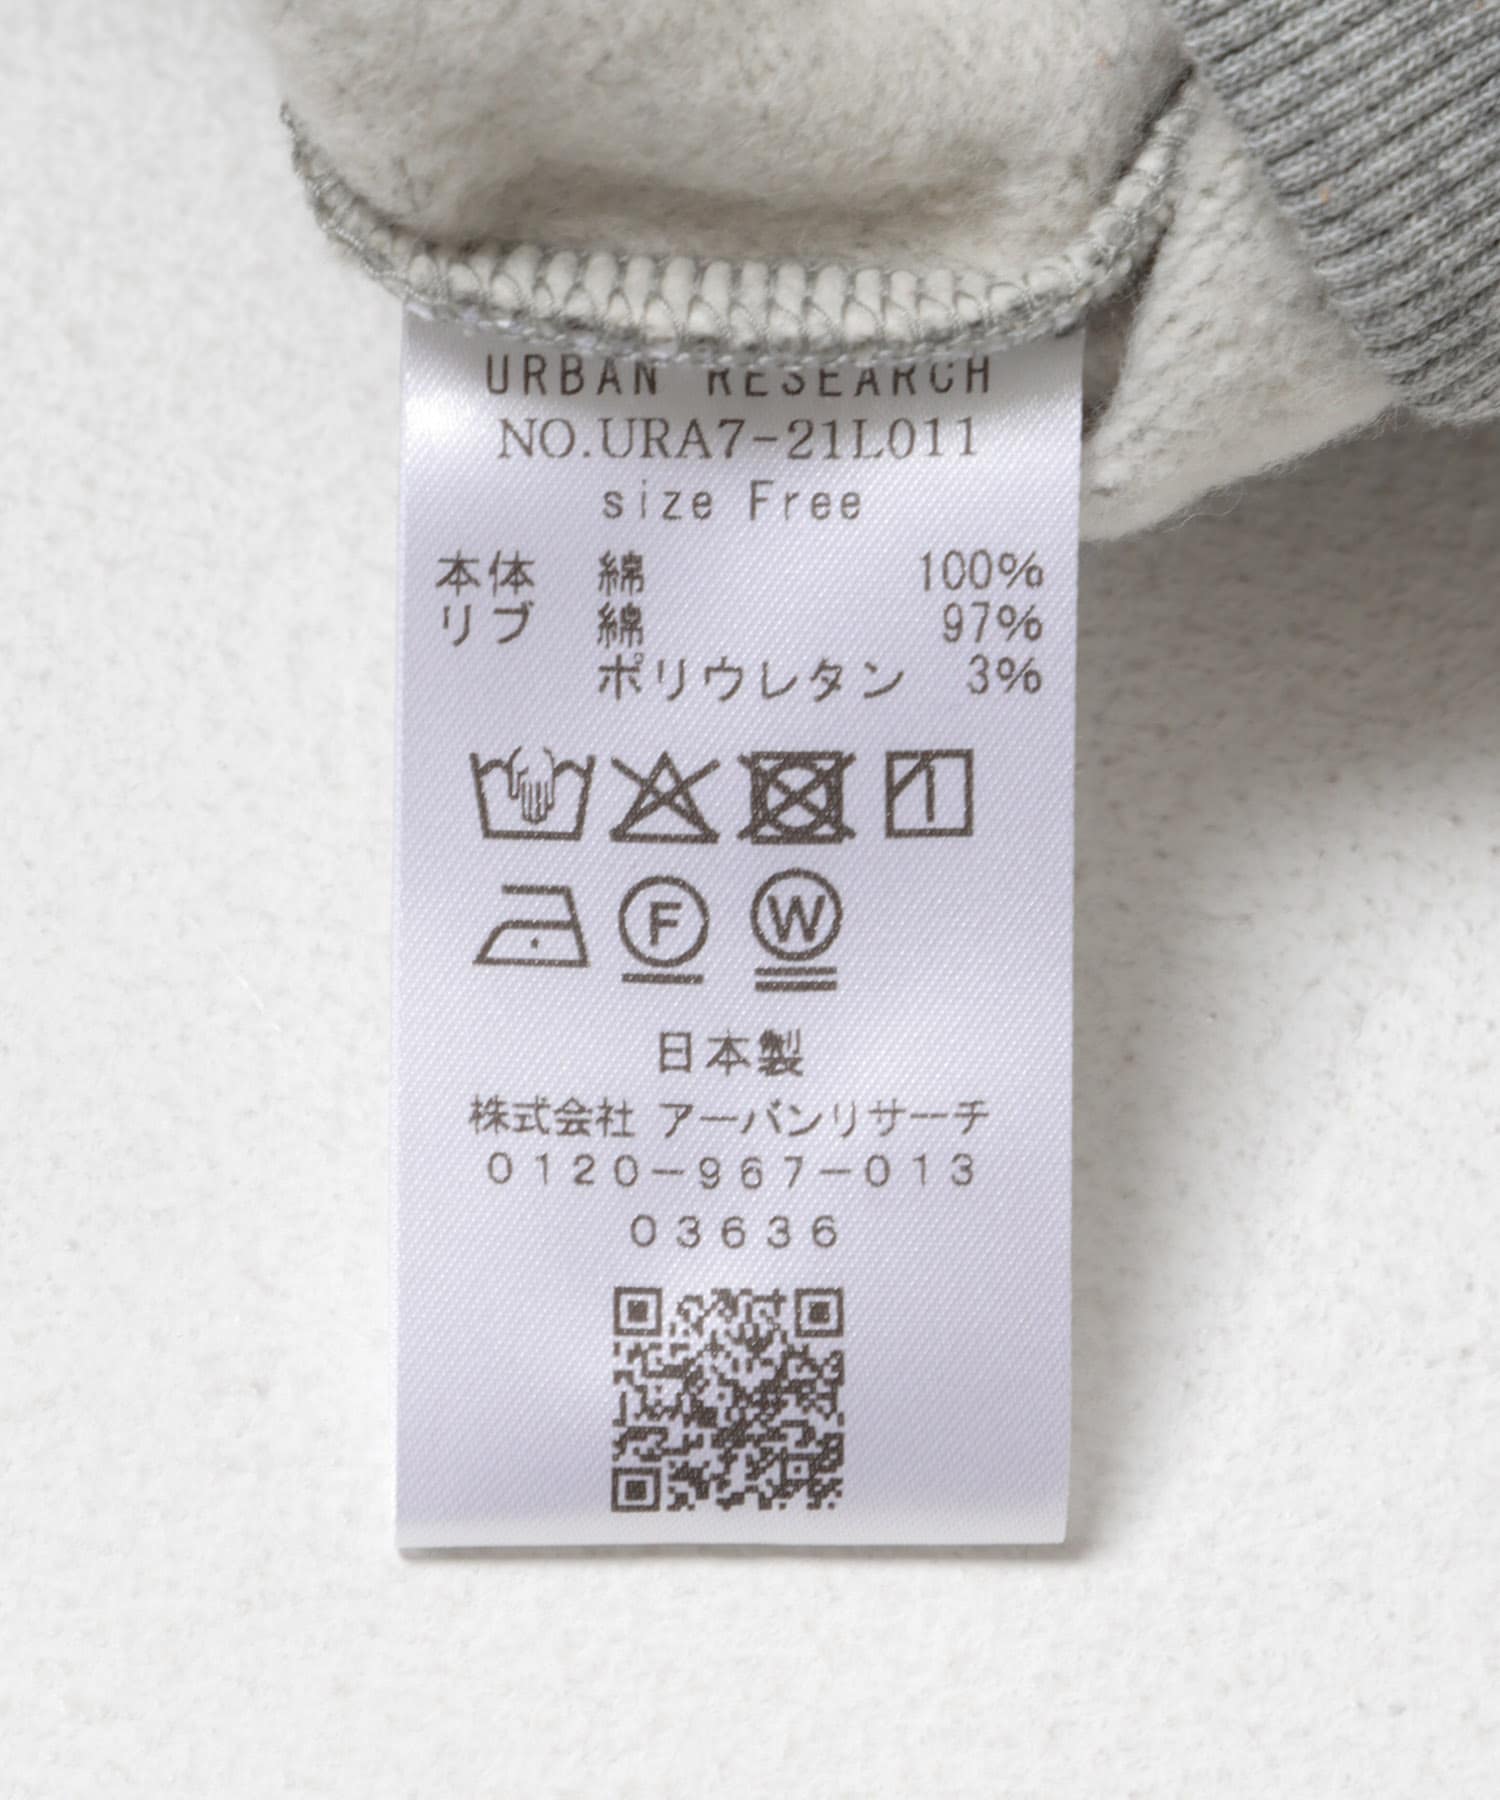 URBAN RESEARCH
NO.URA7-21L011
size Free
本体 綿 100%
リブ 綿 97%
ポリウレタン 3%
F W
日本製
株式会社 アーバンリサーチ
0120-967-013
03636